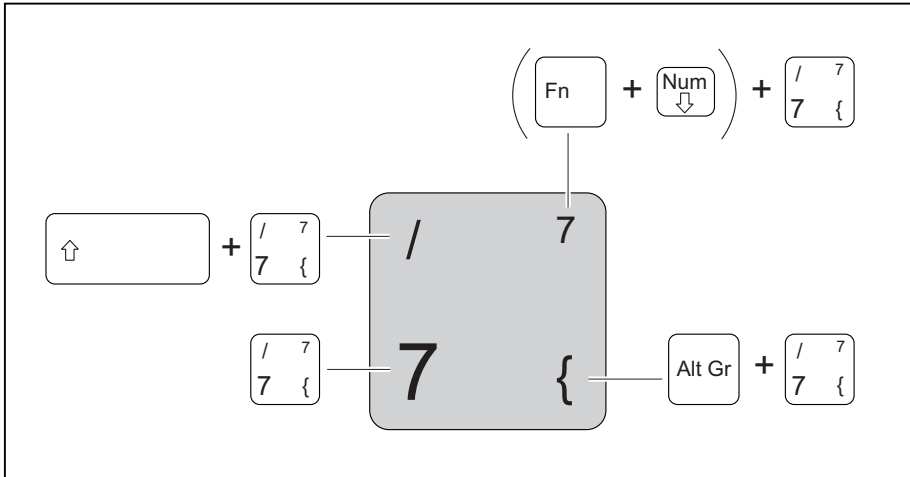 ( Fn + Num ) + / 7
7 {
/ 7
⇧ + / 7
7 {
/ 7
7 {
7 {
Alt Gr + / 7
7 {